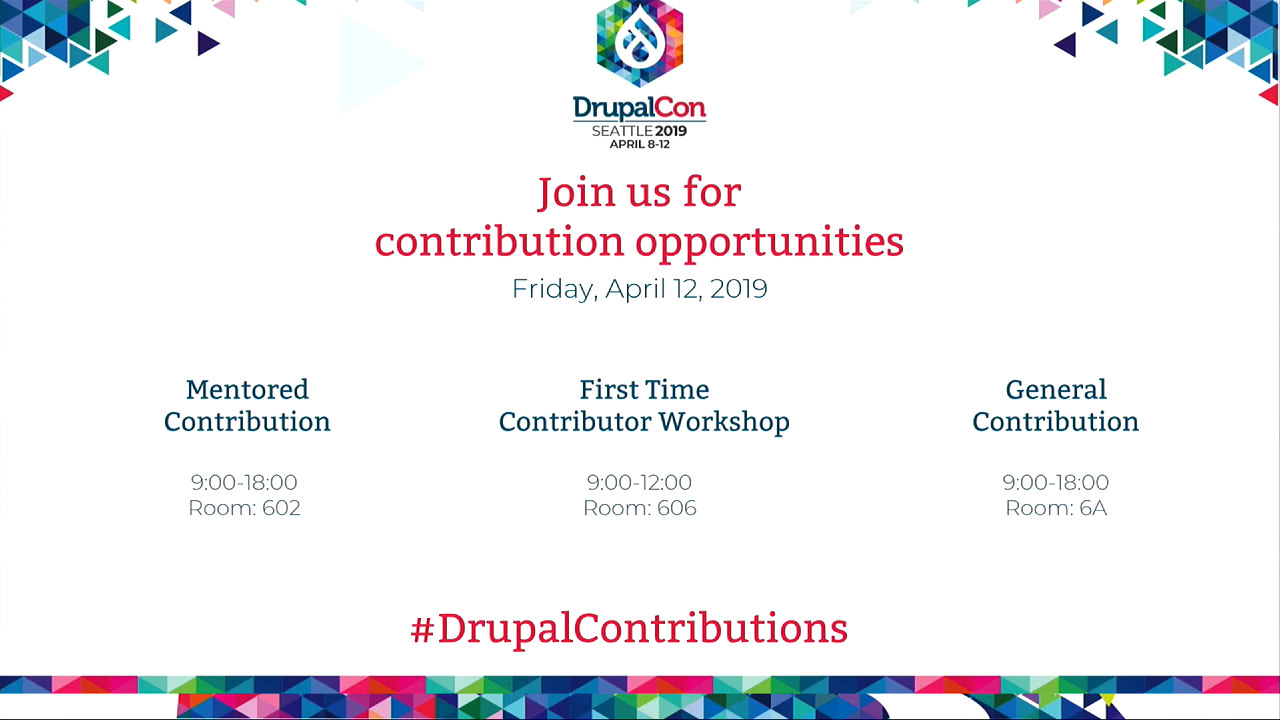 DrupalCon
SEATTLE 2019
APRIL 8-12
Join us for
contribution opportunities
Friday, April 12, 2019
Mentored
Contribution
9:00-18:00
Room: 602
First Time
Contributor Workshop
9:00-12:00
Room: 606
General
Contribution
9:00-18:00
Room: 6A
#DrupalContributions